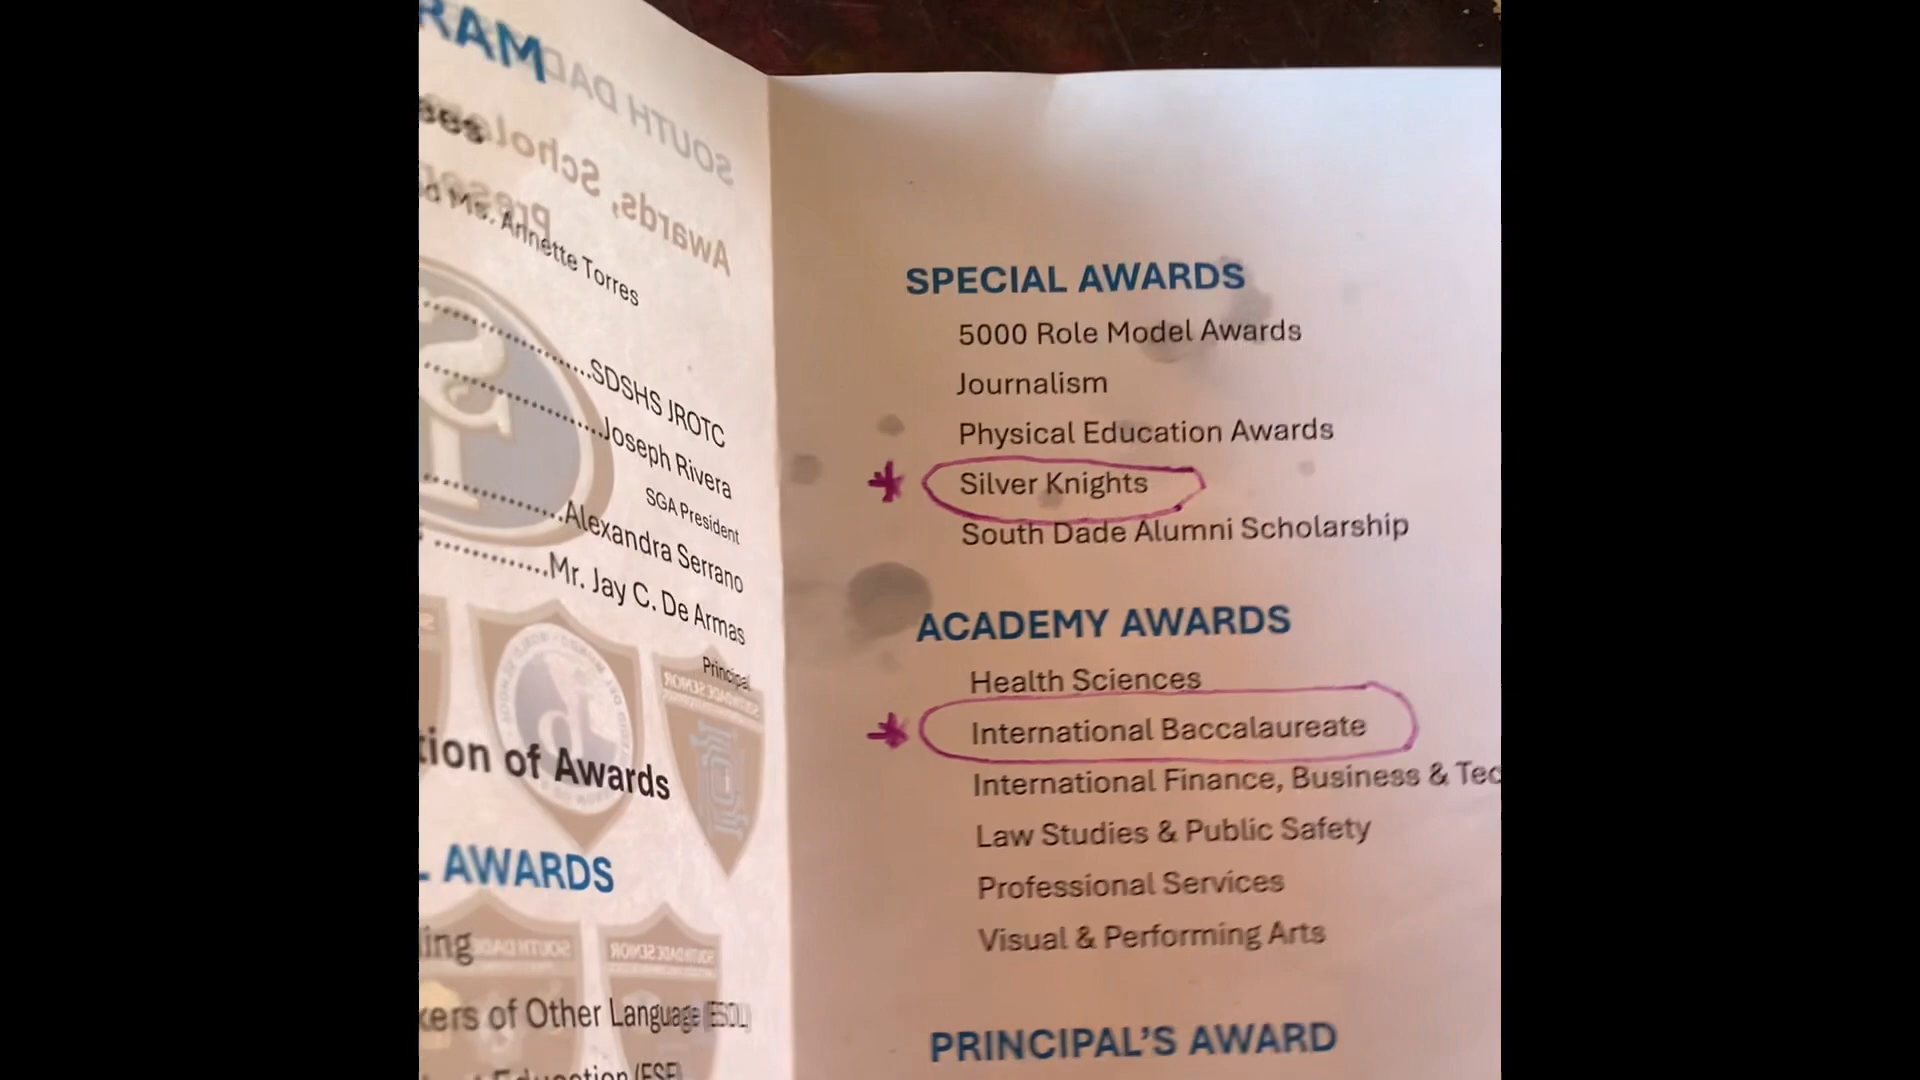 RAM
Ms. Annette Torres
SDSHS JROTC
Joseph Rivera
SGA President
Alexandra Serrano
Mr. Jay C. De Armas
Principal
tion of Awards
AWARDS
ing
kers of Other Language (ESOL)
Education (ESE)
SPECIAL AWARDS
5000 Role Model Awards
Journalism
Physical Education Awards
Silver Knights
South Dade Alumni Scholarship
ACADEMY AWARDS
Health Sciences
International Baccalaureate
International Finance, Business & Tec
Law Studies & Public Safety
Professional Services
Visual & Performing Arts
PRINCIPAL'S AWARD